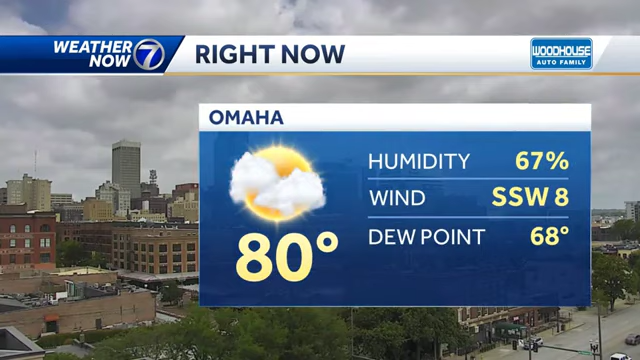 WEATHER NOW 7
RIGHT NOW
WOODHOUSE
AUTO FAMILY
OMAHA
80°
HUMIDITY 67%
WIND SSW 8
DEW POINT 68°